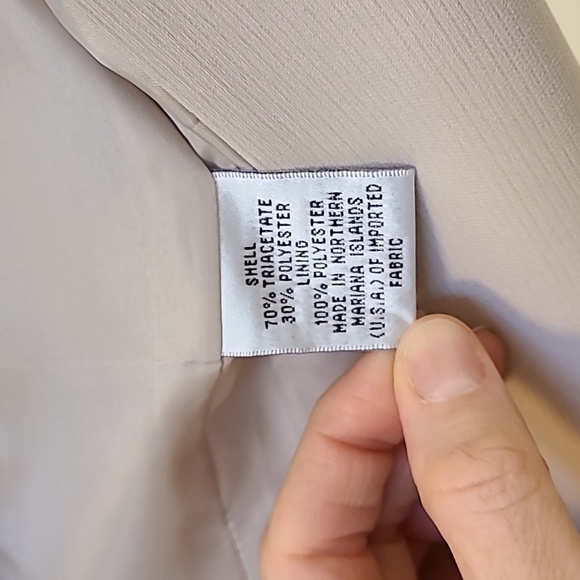 SHELL
70% TRIACETATE
30% POLYESTER
LINING
100% POLYESTER
MADE IN NORTHERN
MARIANA ISLANDS
(U.S.A.) OF IMPORTED
FABRIC